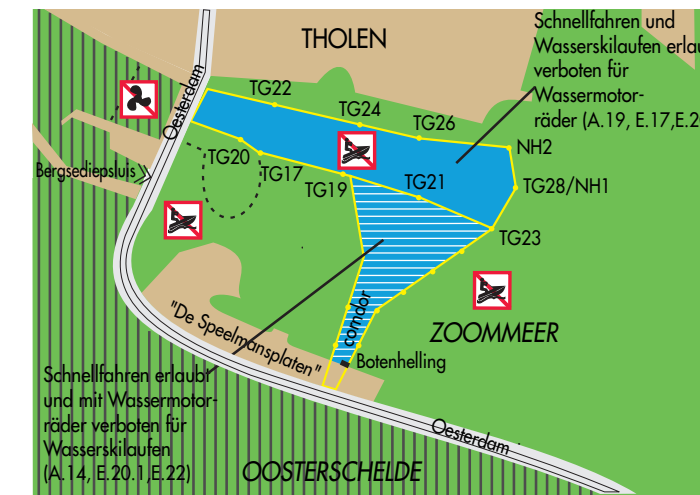 THOLEN
Schnellfahren und
Wasserskilaufen erlau
verboten für
Wassermotor-
räder (A.19, E.17,E.20
TG22
TG24
TG26
NH2
Oesterdam
TG20
TG17
TG19
TG21
TG28/NH1
TG23
Bergsediepsluis
"De Speelmansplaten"
corridor
Botenhelling
ZOOMMEER
Schnellfahren erlaubt
und mit Wassermotor-
räder verboten für
Wasserskilaufen
(A.14, E.20.1,E.22)
Oesterdam
OOSTERSCHELDE